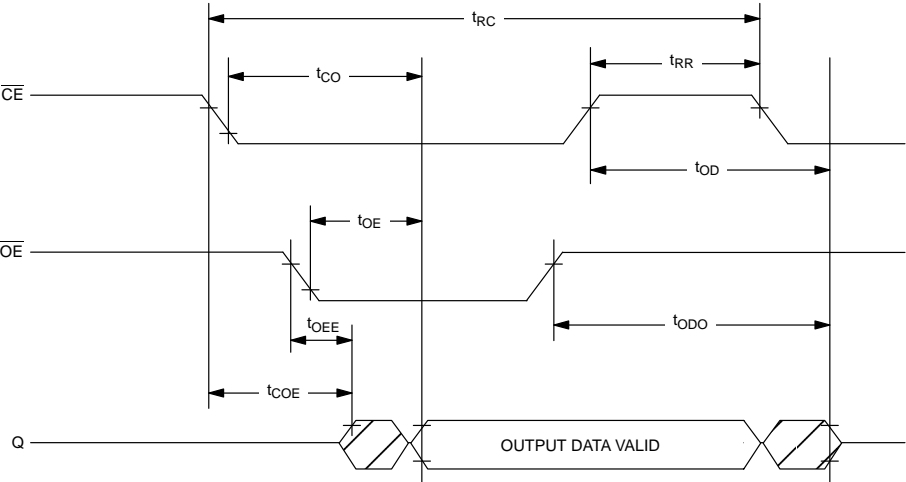 tRC
tRR
tCO
CE
tOD
tOE
OE
tOEE
tODO
tCOE
Q
OUTPUT DATA VALID